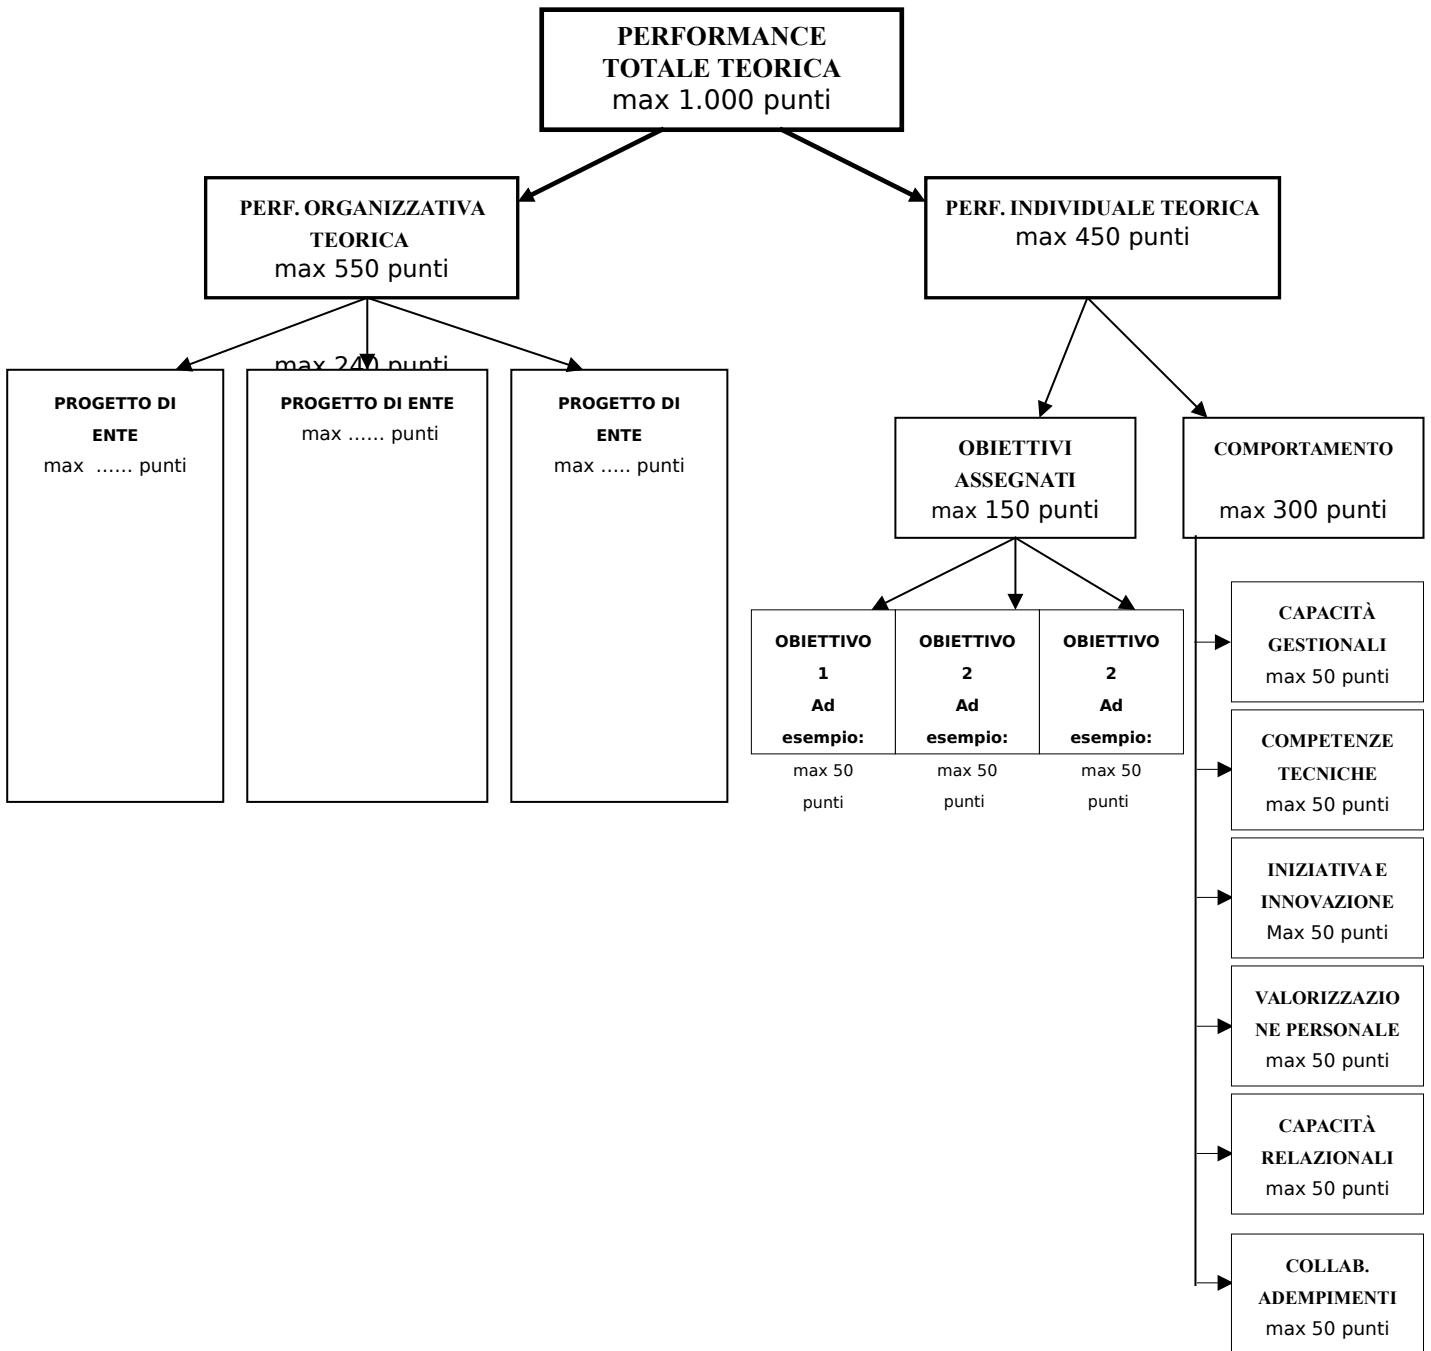 PERFORMANCE
TOTALE TEORICA
max 1.000 punti
PERF. ORGANIZZATIVA
TEORICA
max 550 punti
PERF. INDIVIDUALE TEORICA
max 450 punti
max 240 punti
PROGETTO DI
ENTE
max  ...... punti
PROGETTO DI ENTE
max ...... punti
PROGETTO DI
ENTE
max ..... punti
OBIETTIVI
ASSEGNATI
max 150 punti
COMPORTAMENTO
max 300 punti
OBIETTIVO
1
Ad
esempio:
max 50
punti
OBIETTIVO
2
Ad
esempio:
max 50
punti
OBIETTIVO
2
Ad
esempio:
max 50
punti
CAPACITÀ
GESTIONALI
max 50 punti
COMPETENZE
TECNICHE
max 50 punti
INIZIATIVA E
INNOVAZIONE
Max 50 punti
VALORIZZAZIO
NE PERSONALE
max 50 punti
CAPACITÀ
RELAZIONALI
max 50 punti
COLLAB.
ADEMPIMENTI
max 50 punti